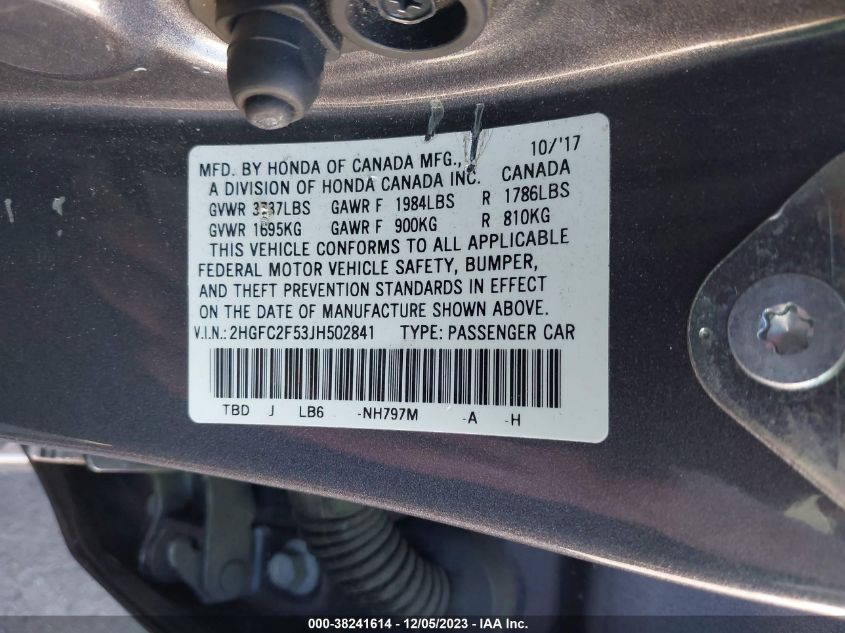 10/'17
MFD. BY HONDA OF CANADA MFG., CANADA
A DIVISION OF HONDA CANADA INC.
GVWR GAWR F 1984LBS R 1786LBS
GVWR 1695KG GAWR F 900KG R 810KG
THIS VEHICLE CONFORMS TO ALL APPLICABLE
FEDERAL MOTOR VEHICLE SAFETY, BUMPER,
AND THEFT PREVENTION STANDARDS IN EFFECT
ON THE DATE OF MANUFACTURE SHOWN ABOVE.
V.I.N.: 2HGFC2F53JH502841 TYPE: PASSENGER CAR
TBD J LB6 -NH797M -A -H
000-38241614 - 12/05/2023 - IAA Inc.